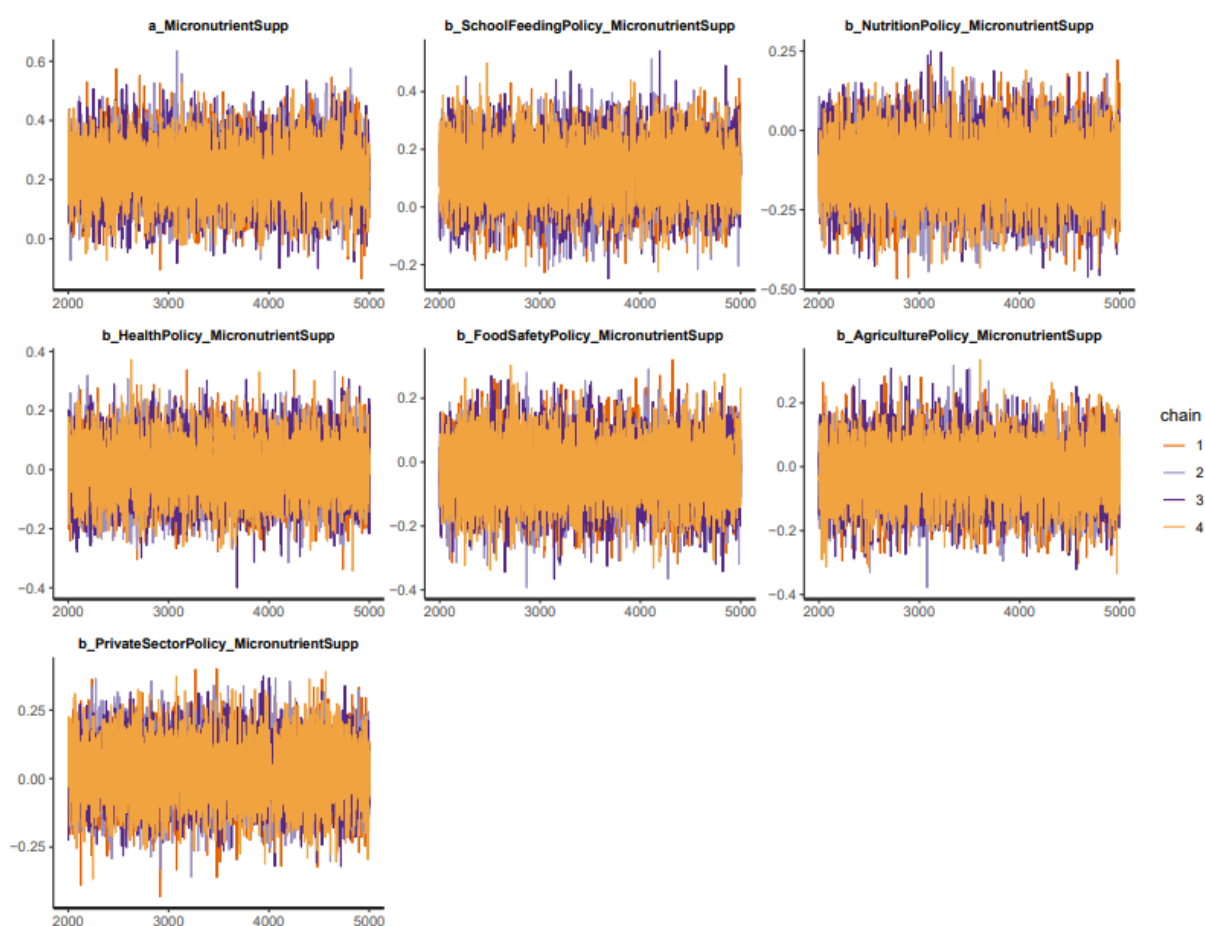 a_MicronutrientSupp
b_SchoolFeedingPolicy_MicronutrientSupp
b_NutritionPolicy_MicronutrientSupp
0.6
0.4
0.2
0.0
2000 3000 4000 5000
0.4
0.2
0.0
−0.2
2000 3000 4000 5000
0.25
0.00
−0.25
−0.50
2000 3000 4000 5000
b_HealthPolicy_MicronutrientSupp
b_FoodSafetyPolicy_MicronutrientSupp
b_AgriculturePolicy_MicronutrientSupp
0.4
0.2
0.0
−0.2
−0.4
2000 3000 4000 5000
0.2
0.0
−0.2
−0.4
2000 3000 4000 5000
0.2
0.0
−0.2
−0.4
2000 3000 4000 5000
chain
1
2
3
4
b_PrivateSectorPolicy_MicronutrientSupp
0.25
0.00
−0.25
2000 3000 4000 5000